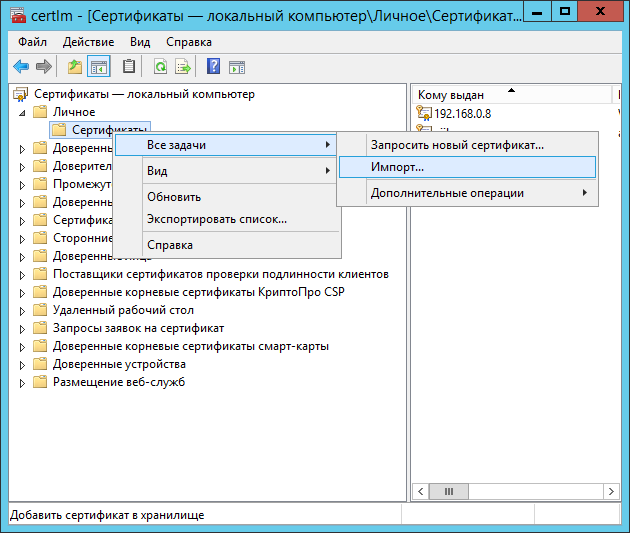 certlm - [Сертификаты — локальный компьютер\Личное\Сертификат...
Файл Действие Вид Справка
Сертификаты — локальный компьютер
Личное
Сертификаты
Доверенны
Доверител
Промежут
Доверенны
Сертифика
Сторонние
Доверенные лица
Поставщики сертификатов проверки подлинности клиентов
Доверенные корневые сертификаты КриптоПро CSP
Удаленный рабочий стол
Запросы заявок на сертификат
Доверенные корневые сертификаты смарт-карты
Доверенные устройства
Размещение веб-служб
Все задачи
Вид
Обновить
Экспортировать список...
Справка
Запросить новый сертификат...
Импорт...
Дополнительные операции
Кому выдан
192.168.0.8
Добавить сертификат в хранилище